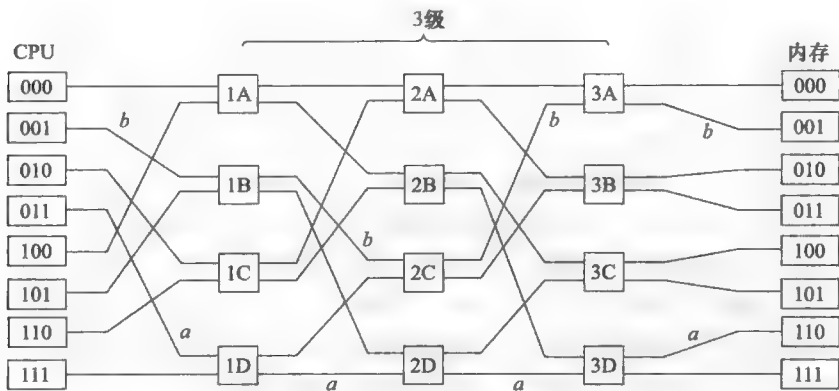 3级
CPU 内存
000 1A 2A 3A 000
001 b b b 001
010 1B 2B 3B 010
011 b 011
100 1C 2C 3C 100
101 101
110 a a 110
111 1D a 2D a 3D 111